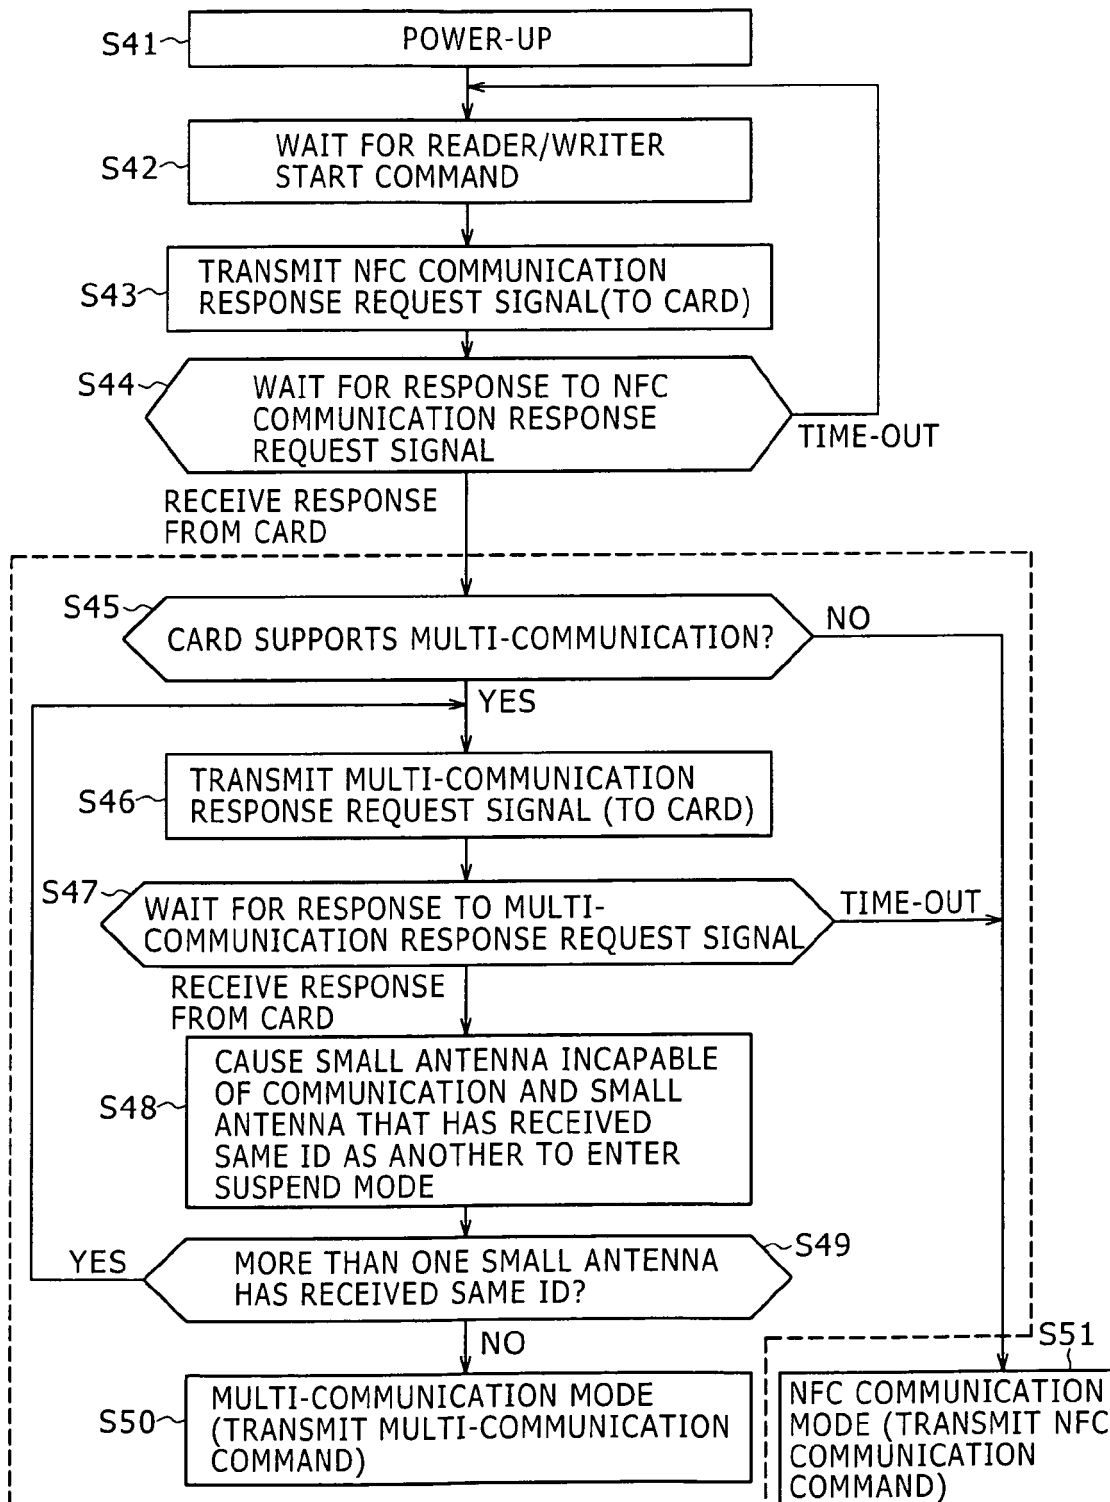 S41
POWER-UP
S42
WAIT FOR READER/WRITER
START COMMAND
S43
TRANSMIT NFC COMMUNICATION
RESPONSE REQUEST SIGNAL(TO CARD)
S44
WAIT FOR RESPONSE TO NFC
COMMUNICATION RESPONSE
REQUEST SIGNAL
TIME-OUT
RECEIVE RESPONSE
FROM CARD
S45
CARD SUPPORTS MULTI-COMMUNICATION?
NO
YES
S46
TRANSMIT MULTI-COMMUNICATION
RESPONSE REQUEST SIGNAL (TO CARD)
S47
WAIT FOR RESPONSE TO MULTI-
COMMUNICATION RESPONSE REQUEST SIGNAL
TIME-OUT
RECEIVE RESPONSE
FROM CARD
S48
CAUSE SMALL ANTENNA INCAPABLE
OF COMMUNICATION AND SMALL
ANTENNA THAT HAS RECEIVED
SAME ID AS ANOTHER TO ENTER
SUSPEND MODE
S49
YES
MORE THAN ONE SMALL ANTENNA
HAS RECEIVED SAME ID?
NO
S50
MULTI-COMMUNICATION MODE
(TRANSMIT MULTI-COMMUNICATION
COMMAND)
S51
NFC COMMUNICATION
MODE (TRANSMIT NFC
COMMUNICATION
COMMAND)